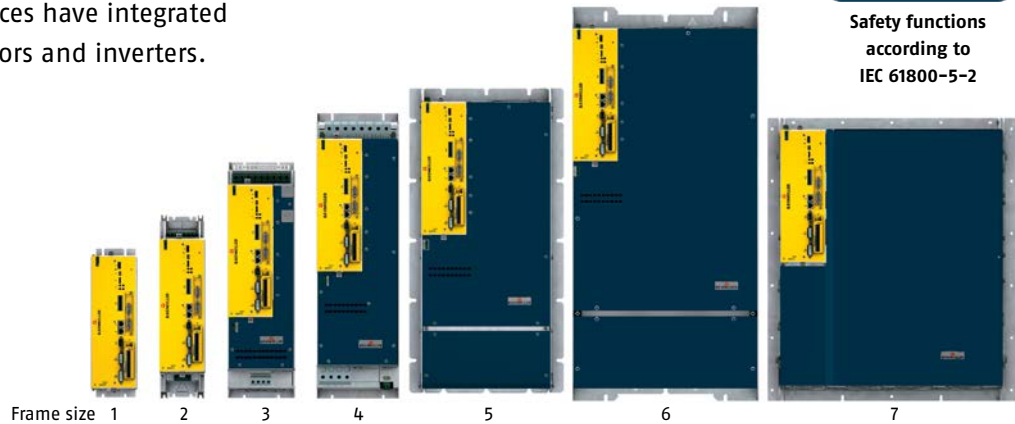 ces have integrated
ors and inverters.
Safety functions
according to
IEC 61800-5-2
Frame size 1 2 3 4 5 6 7